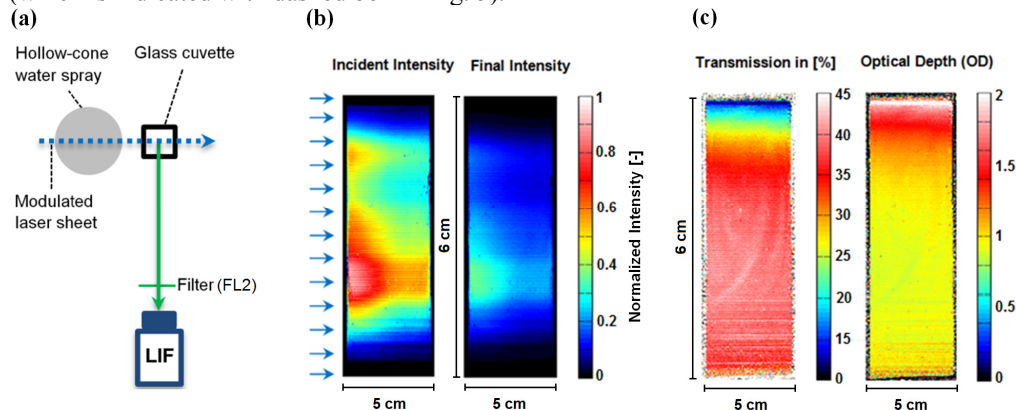 (a)
(b)
(c)
Hollow-cone
water spray
Glass cuvette
Modulated
laser sheet
Filter (FL2)
LIF
Incident Intensity
Final Intensity
6 cm
5 cm
5 cm
1
0.8
0.6
0.4
0.2
0
Normalized Intensity [-]
Transmission in [%]
Optical Depth (OD)
6 cm
5 cm
5 cm
45
40
35
30
25
20
15
10
2
1.5
1
0.5
0